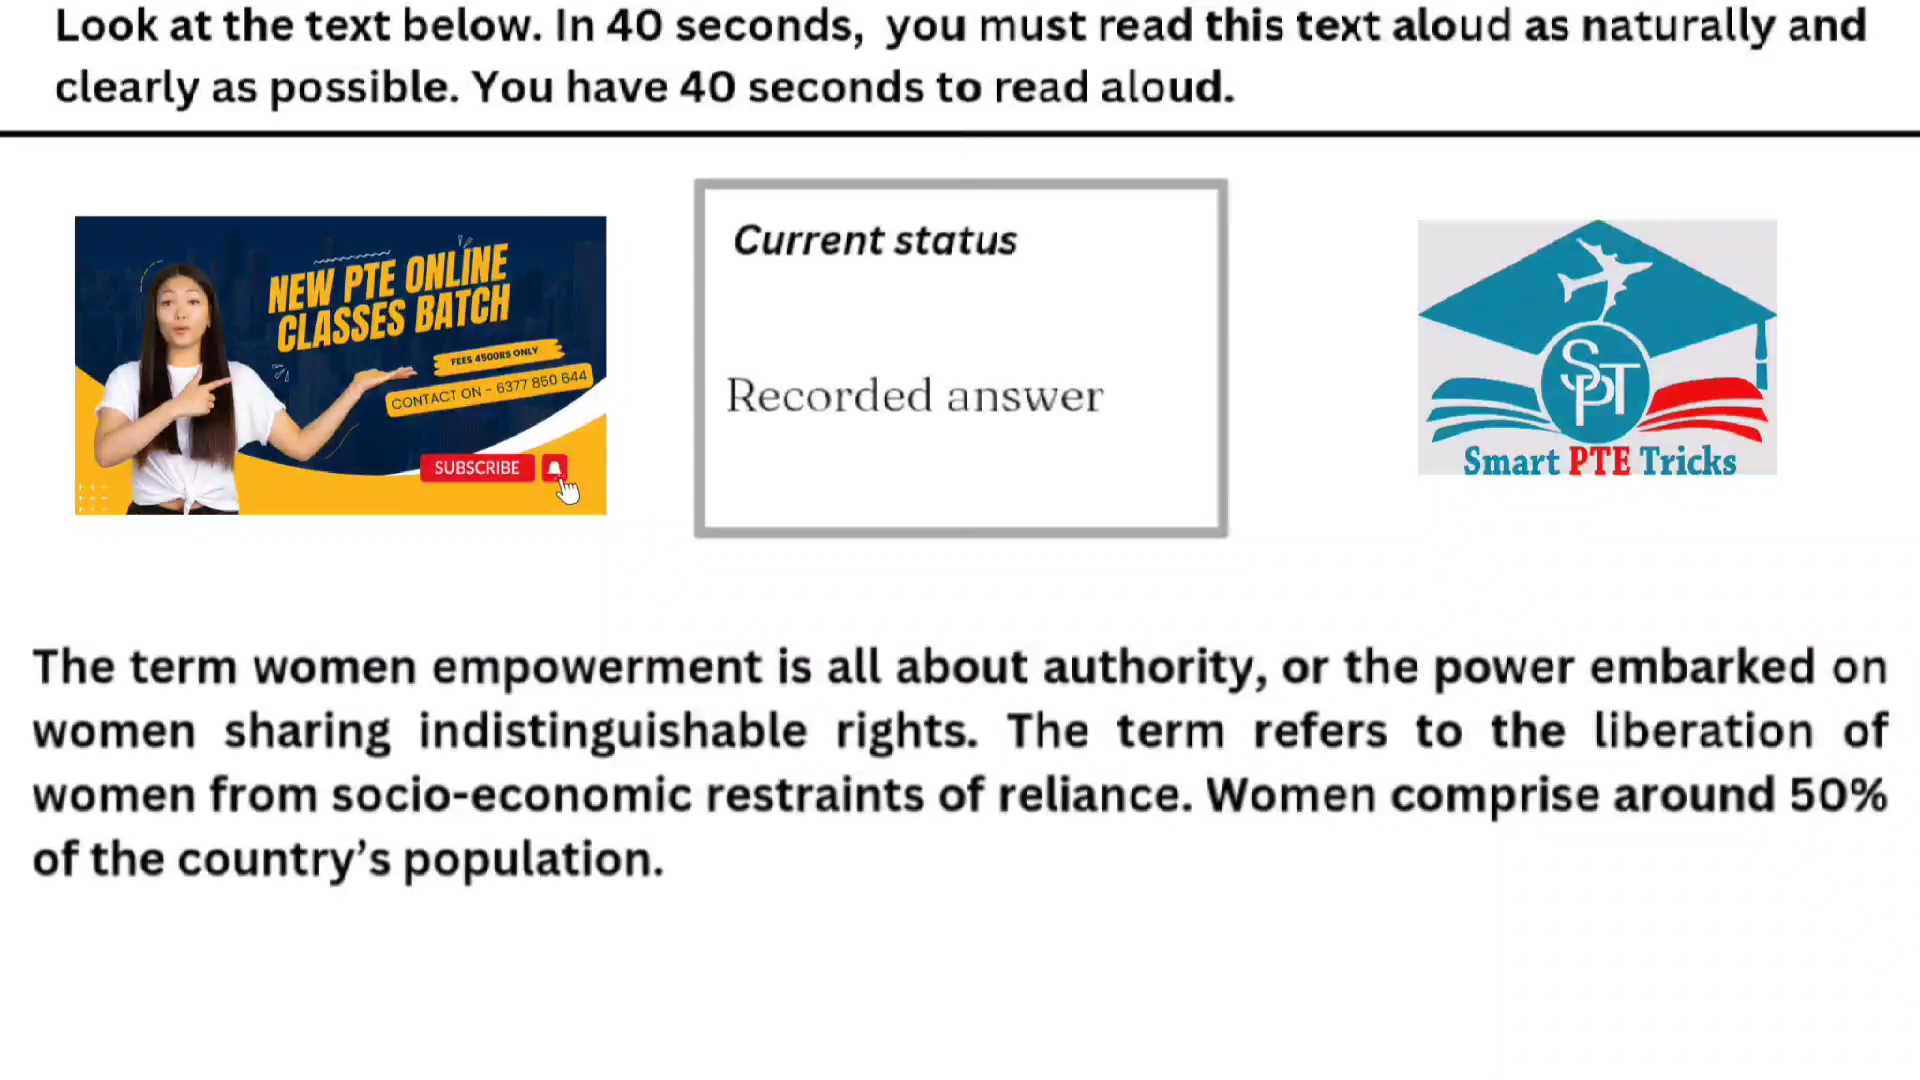 Look at the text below. In 40 seconds, you must read this text aloud as naturally and
clearly as possible. You have 40 seconds to read aloud.
NEW PTE ONLINE
CLASSES BATCH
FEES 4500RS ONLY
CONTACT ON - 6377 850 644
SUBSCRIBE
Current status
Recorded answer
SPT
Smart PTE Tricks
The term women empowerment is all about authority, or the power embarked on
women sharing indistinguishable rights. The term refers to the liberation of
women from socio-economic restraints of reliance. Women comprise around 50%
of the country’s population.